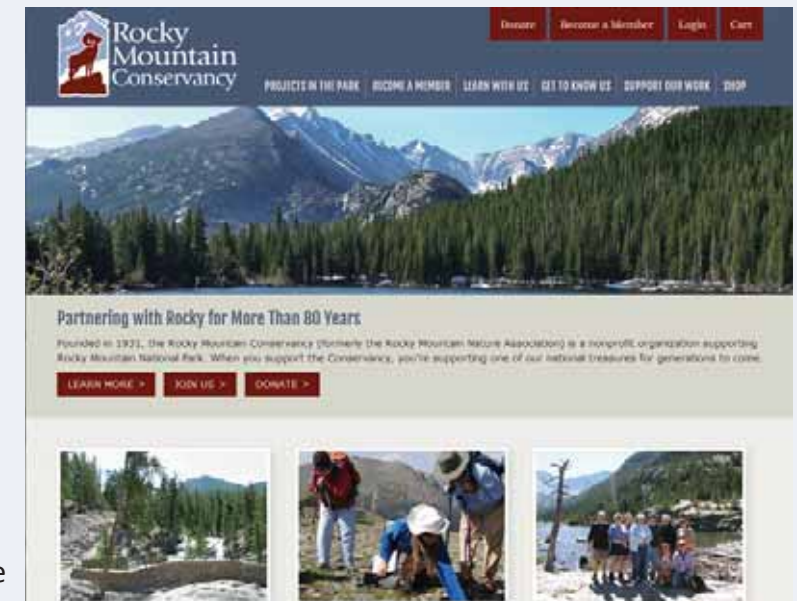 Rocky
Mountain
Conservancy
Donate Become a Member Login Cart
PROJECTS IN THE PARK BECOME A MEMBER LEARN WITH US GET TO KNOW US SUPPORT OUR WORK SHOP
Partnering with Rocky for More Than 80 Years
Founded in 1931, the Rocky Mountain Conservancy (formerly the Rocky Mountain Nature Association) is a nonprofit organization supporting
Rocky Mountain National Park. When you support the Conservancy, you're supporting one of our national treasures for generations to come.
LEARN MORE > JOIN US > DONATE >
e